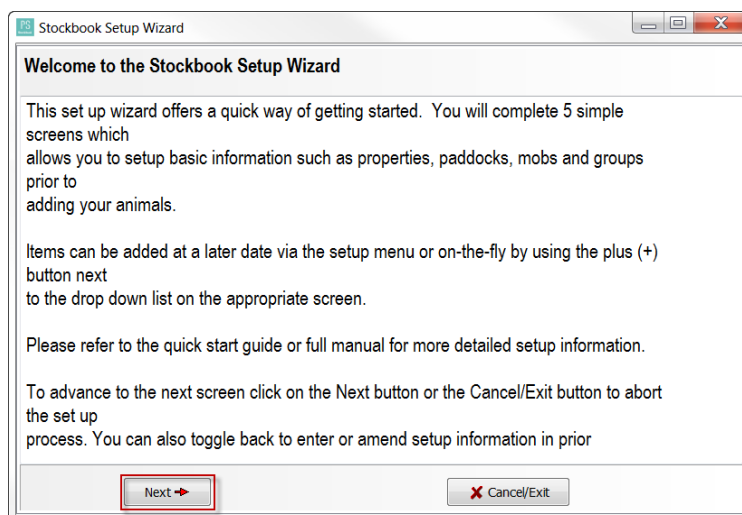 PS
Stockbook Setup Wizard
Welcome to the Stockbook Setup Wizard
This set up wizard offers a quick way of getting started.  You will complete 5 simple
screens which
allows you to setup basic information such as properties, paddocks, mobs and groups
prior to
adding your animals.
Items can be added at a later date via the setup menu or on-the-fly by using the plus (+)
button next
to the drop down list on the appropriate screen.
Please refer to the quick start guide or full manual for more detailed setup information.
To advance to the next screen click on the Next button or the Cancel/Exit button to abort
the set up
process. You can also toggle back to enter or amend setup information in prior
Next
Cancel/Exit